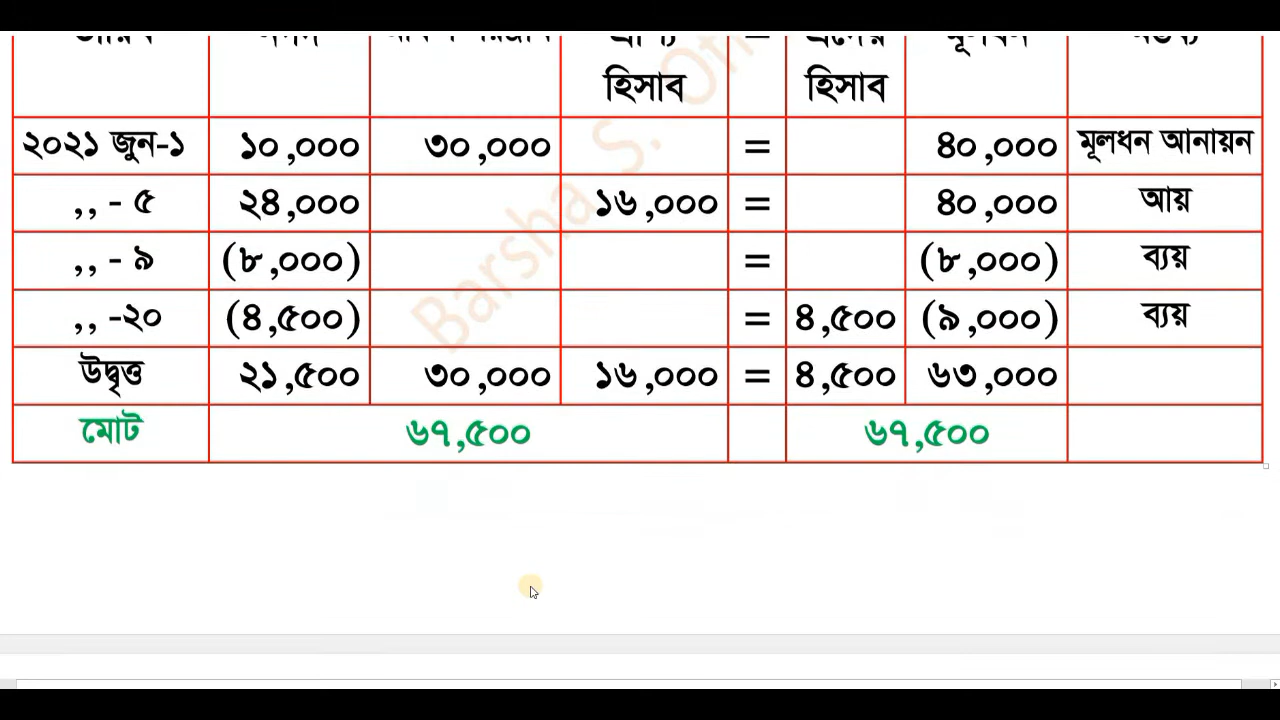 হিসাব = হিসাব
২০২১ জুন-১ ১০,০০০ ৩০,০০০ = ৪০,০০০ মূলধন আনায়ন
,, - ৫ ২৪,০০০ ১৬,০০০ = ৪০,০০০ আয়
,, - ৯ (৮,০০০) = (৮,০০০) ব্যয়
,, -২০ (৪,৫০০) = ৪,৫০০ (৯,০০০) ব্যয়
উদ্বৃত্ত ২১,৫০০ ৩০,০০০ ১৬,০০০ = ৪,৫০০ ৬৩,০০০
মোট ৬৭,৫০০ ৬৭,৫০০
Barsha S.